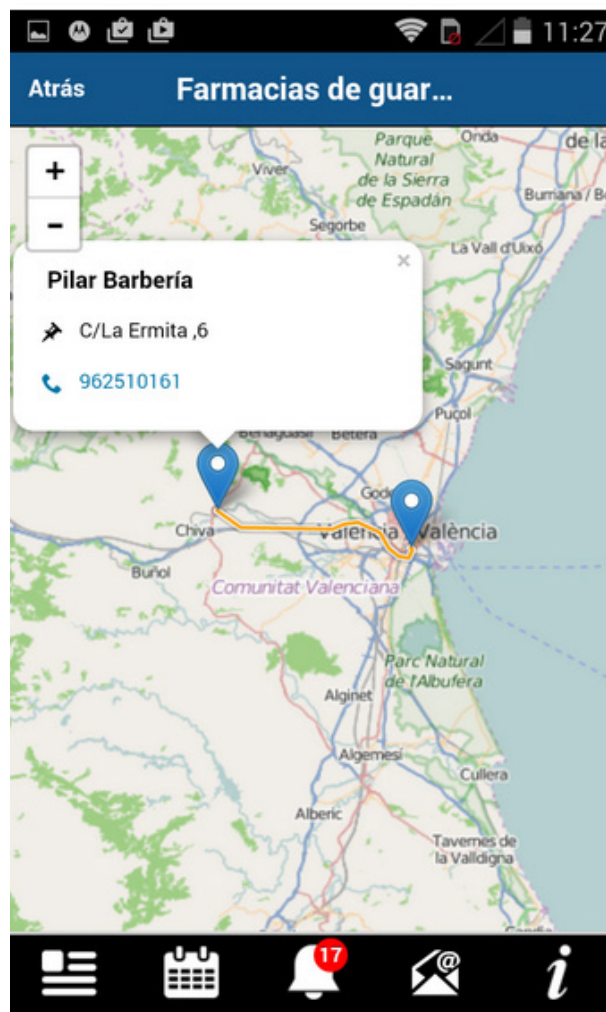 11:27
Atrás
Farmacias de guar...
+
-
Parque
Natural
de la Sierra
de Espadán
Onda
de la
Viver
Segorbe
La Vall d'Uixó
Pilar Barbería
×
C/La Ermita ,6
962510161
Sagunt
Puçol
Benaguasil
Bétera
Chiva
València
Buñol
Comunitat Valenciana
Parc Natural
de l'Albufera
Alginet
Algemesí
Cullera
Alberic
Tavernes de
la Valldigna
17
@
i